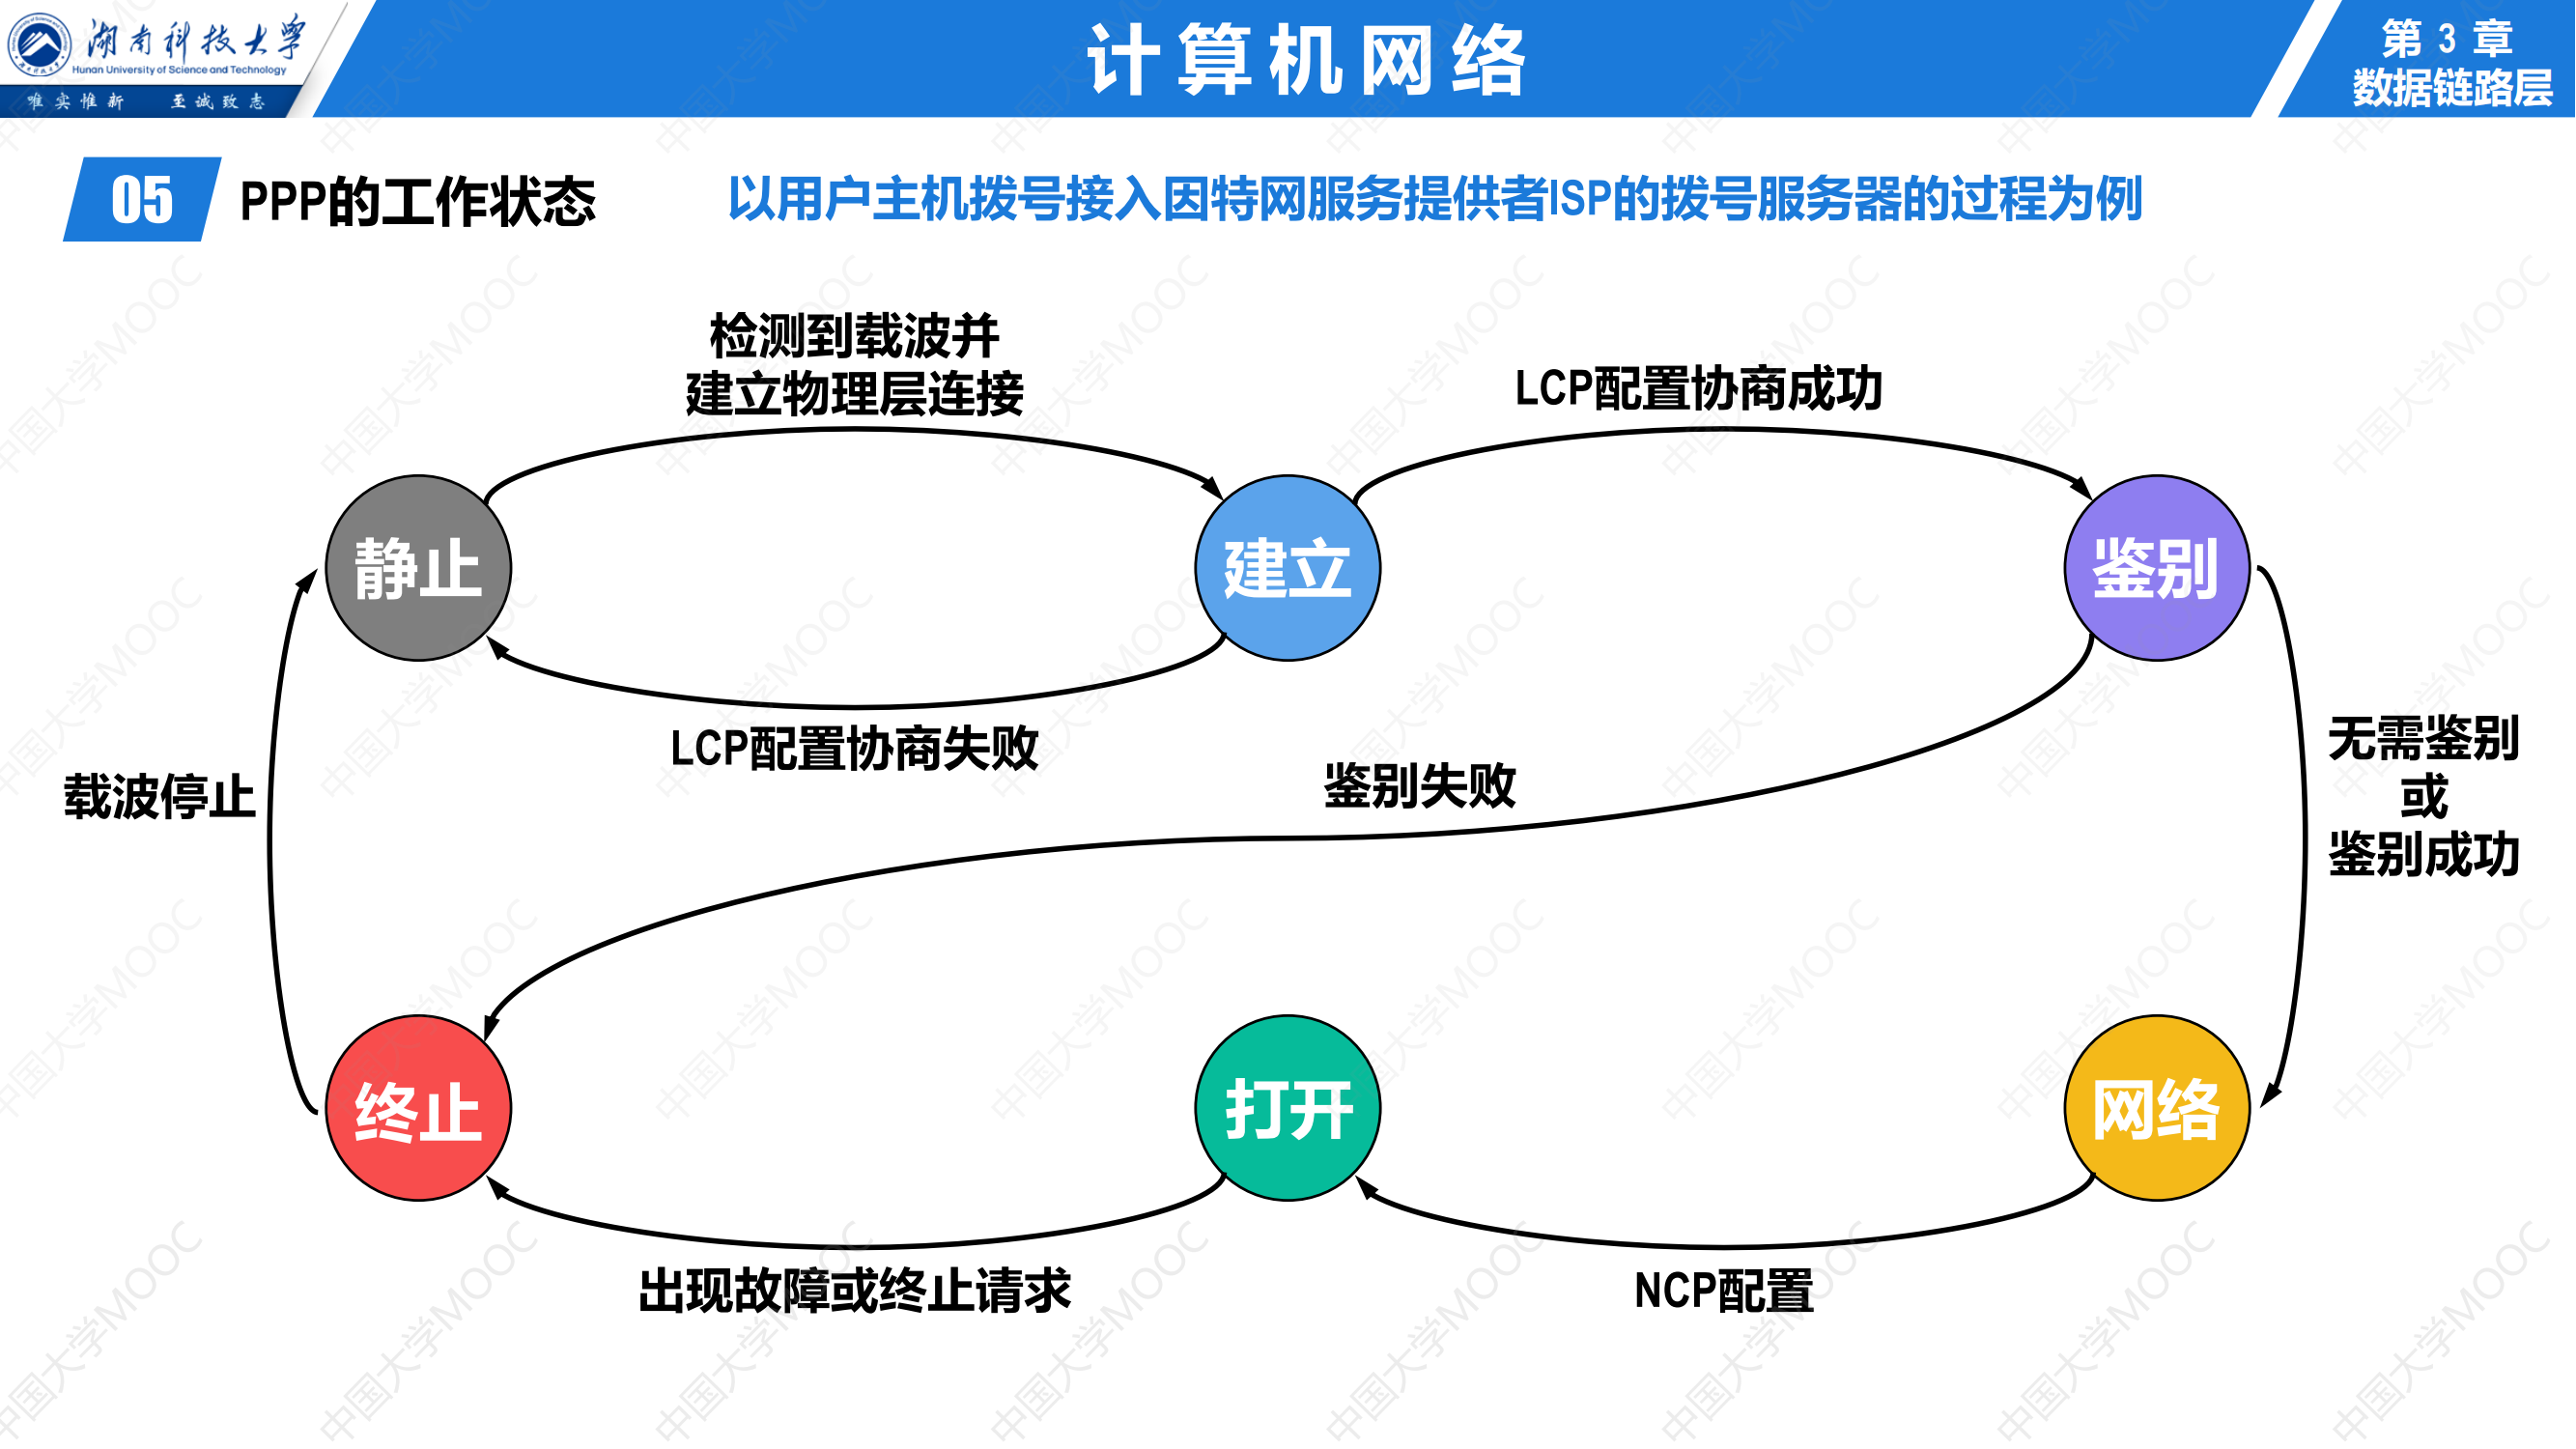 湖南科技大学
Hunan University of Science and Technology
唯实惟新 至诚致志
计算机网络
第 3 章
数据链路层
05 PPP的工作状态 以用户主机拨号接入因特网服务提供者ISP的拨号服务器的过程为例
检测到载波并
建立物理层连接
LCP配置协商成功
静止
建立
鉴别
LCP配置协商失败
载波停止
鉴别失败
无需鉴别
或
鉴别成功
终止
打开
网络
出现故障或终止请求
NCP配置
中国大学MOOC